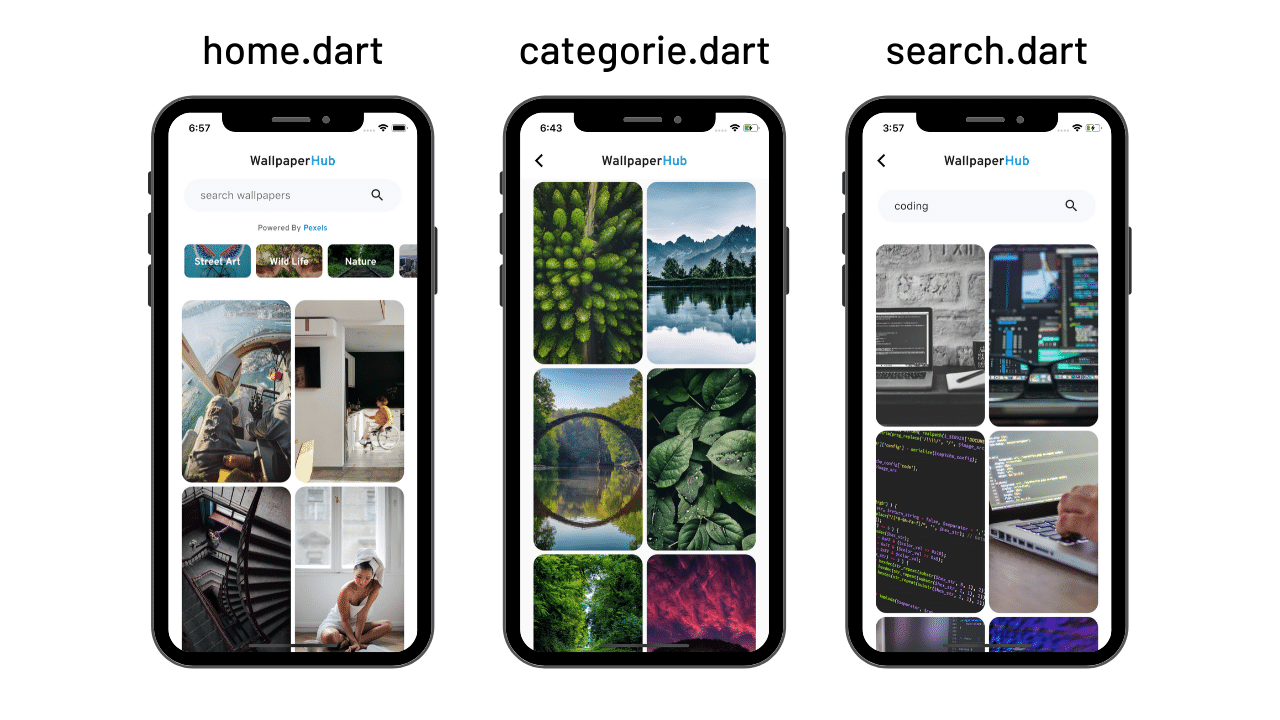 home.dart
categorie.dart
search.dart
6:57
WallpaperHub
search wallpapers
Powered By Pexels
Street Art
Wild Life
Nature
6:43
WallpaperHub
3:57
WallpaperHub
coding